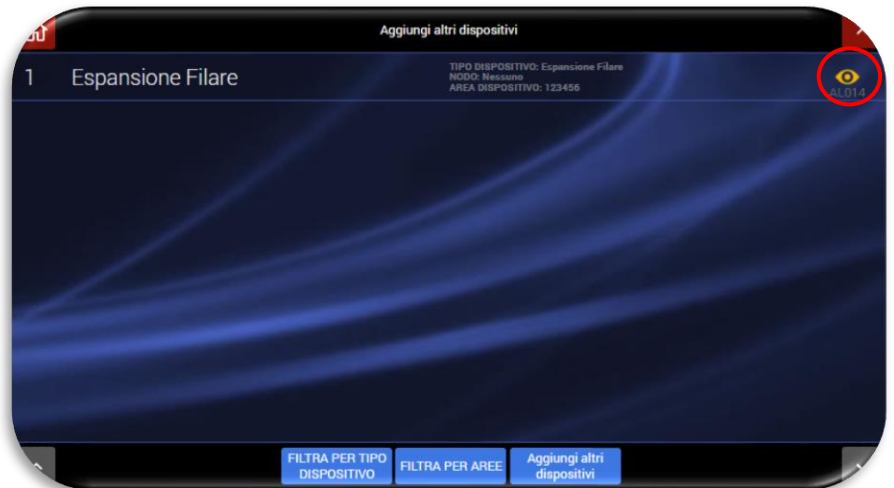 Aggiungi altri dispositivi
1 Espansione Filare
TIPO DISPOSITIVO: Espansione Filare
NODO: Nessuno
AREA DISPOSITIVO: 123456
AL014
FILTRA PER TIPO DISPOSITIVO
FILTRA PER AREE
Aggiungi altri dispositivi